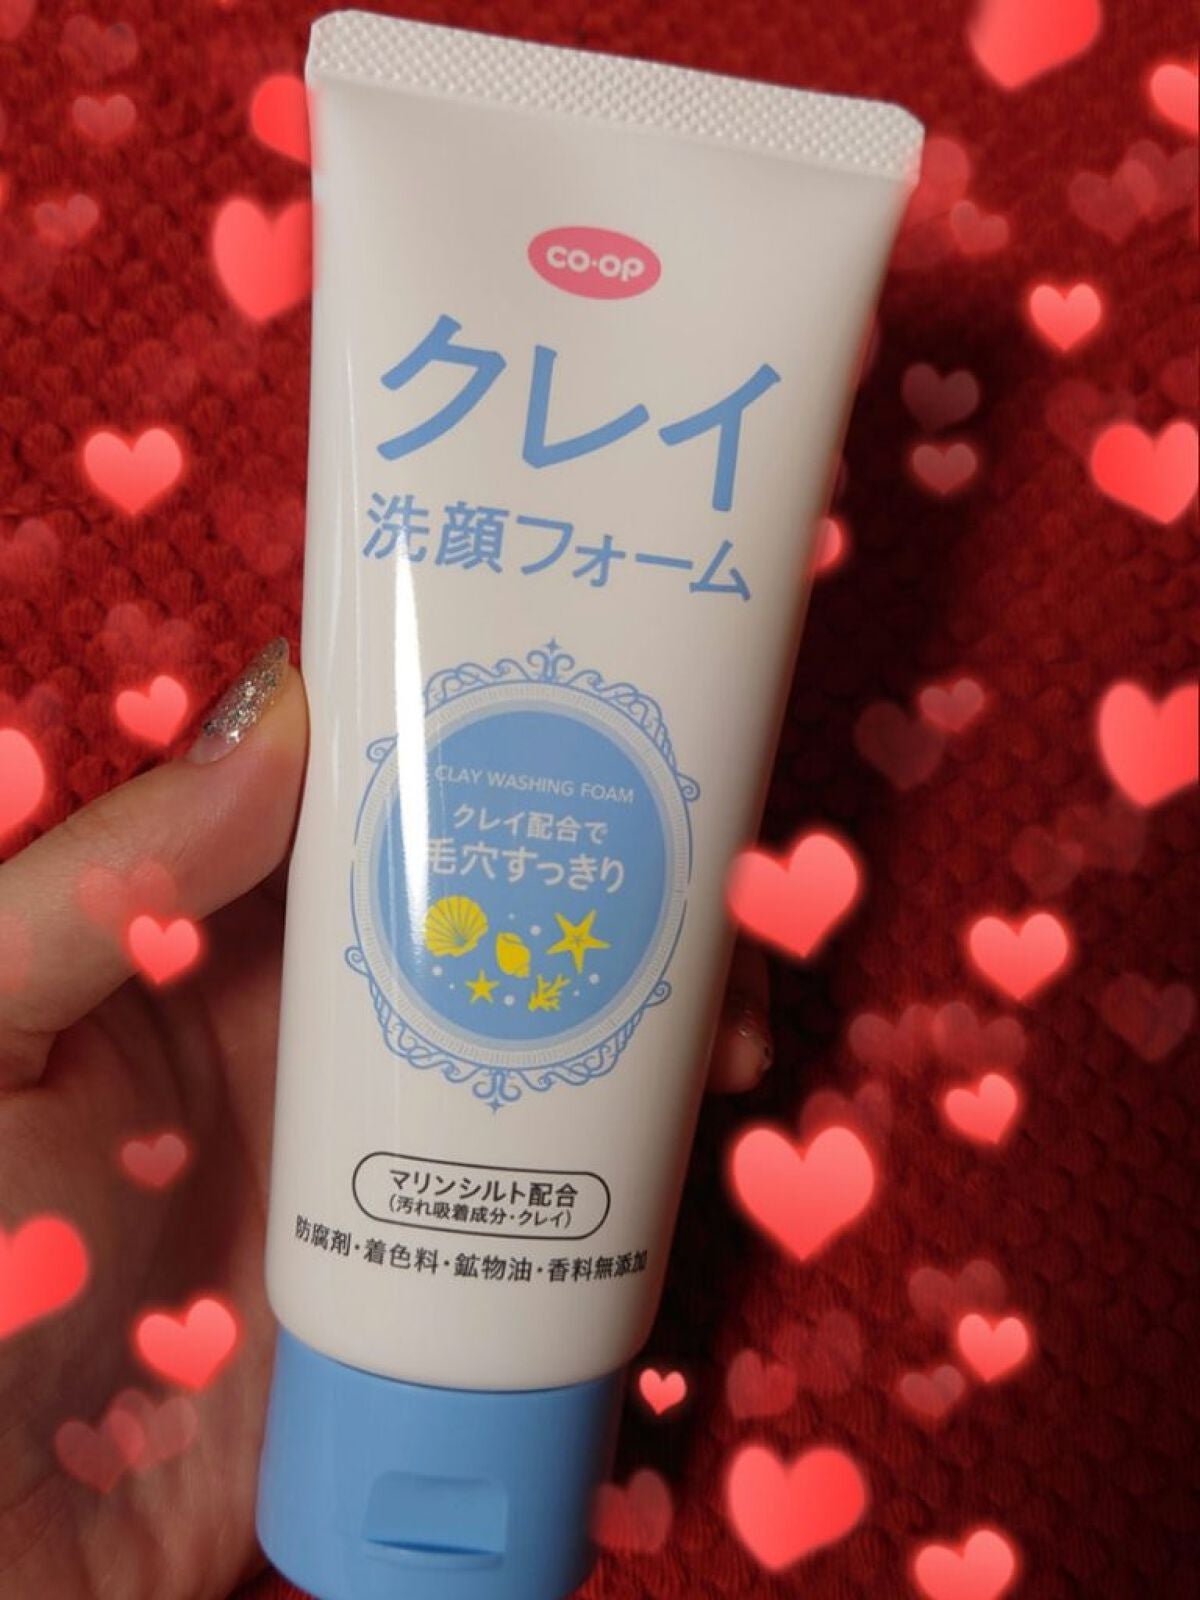 CO·OP
クレイ
洗顔フォーム
CLAY WASHING FOAM
クレイ配合で
毛穴すっきり
マリンシルト配合
(汚れ吸着成分・クレイ)
防腐剤・着色料・鉱物油・香料無添加